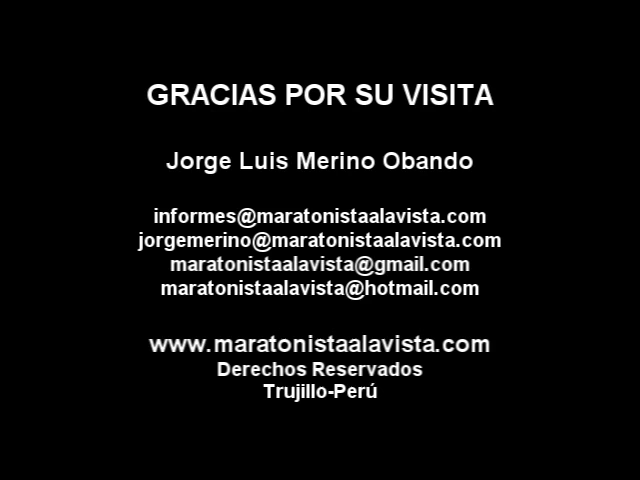 GRACIAS POR SU VISITA
Jorge Luis Merino Obando
informes@maratonistaalavista.com
jorgemerino@maratonistaalavista.com
maratonistaalavista@gmail.com
maratonistaalavista@hotmail.com
www.maratonistaalavista.com
Derechos Reservados
Trujillo-Perú